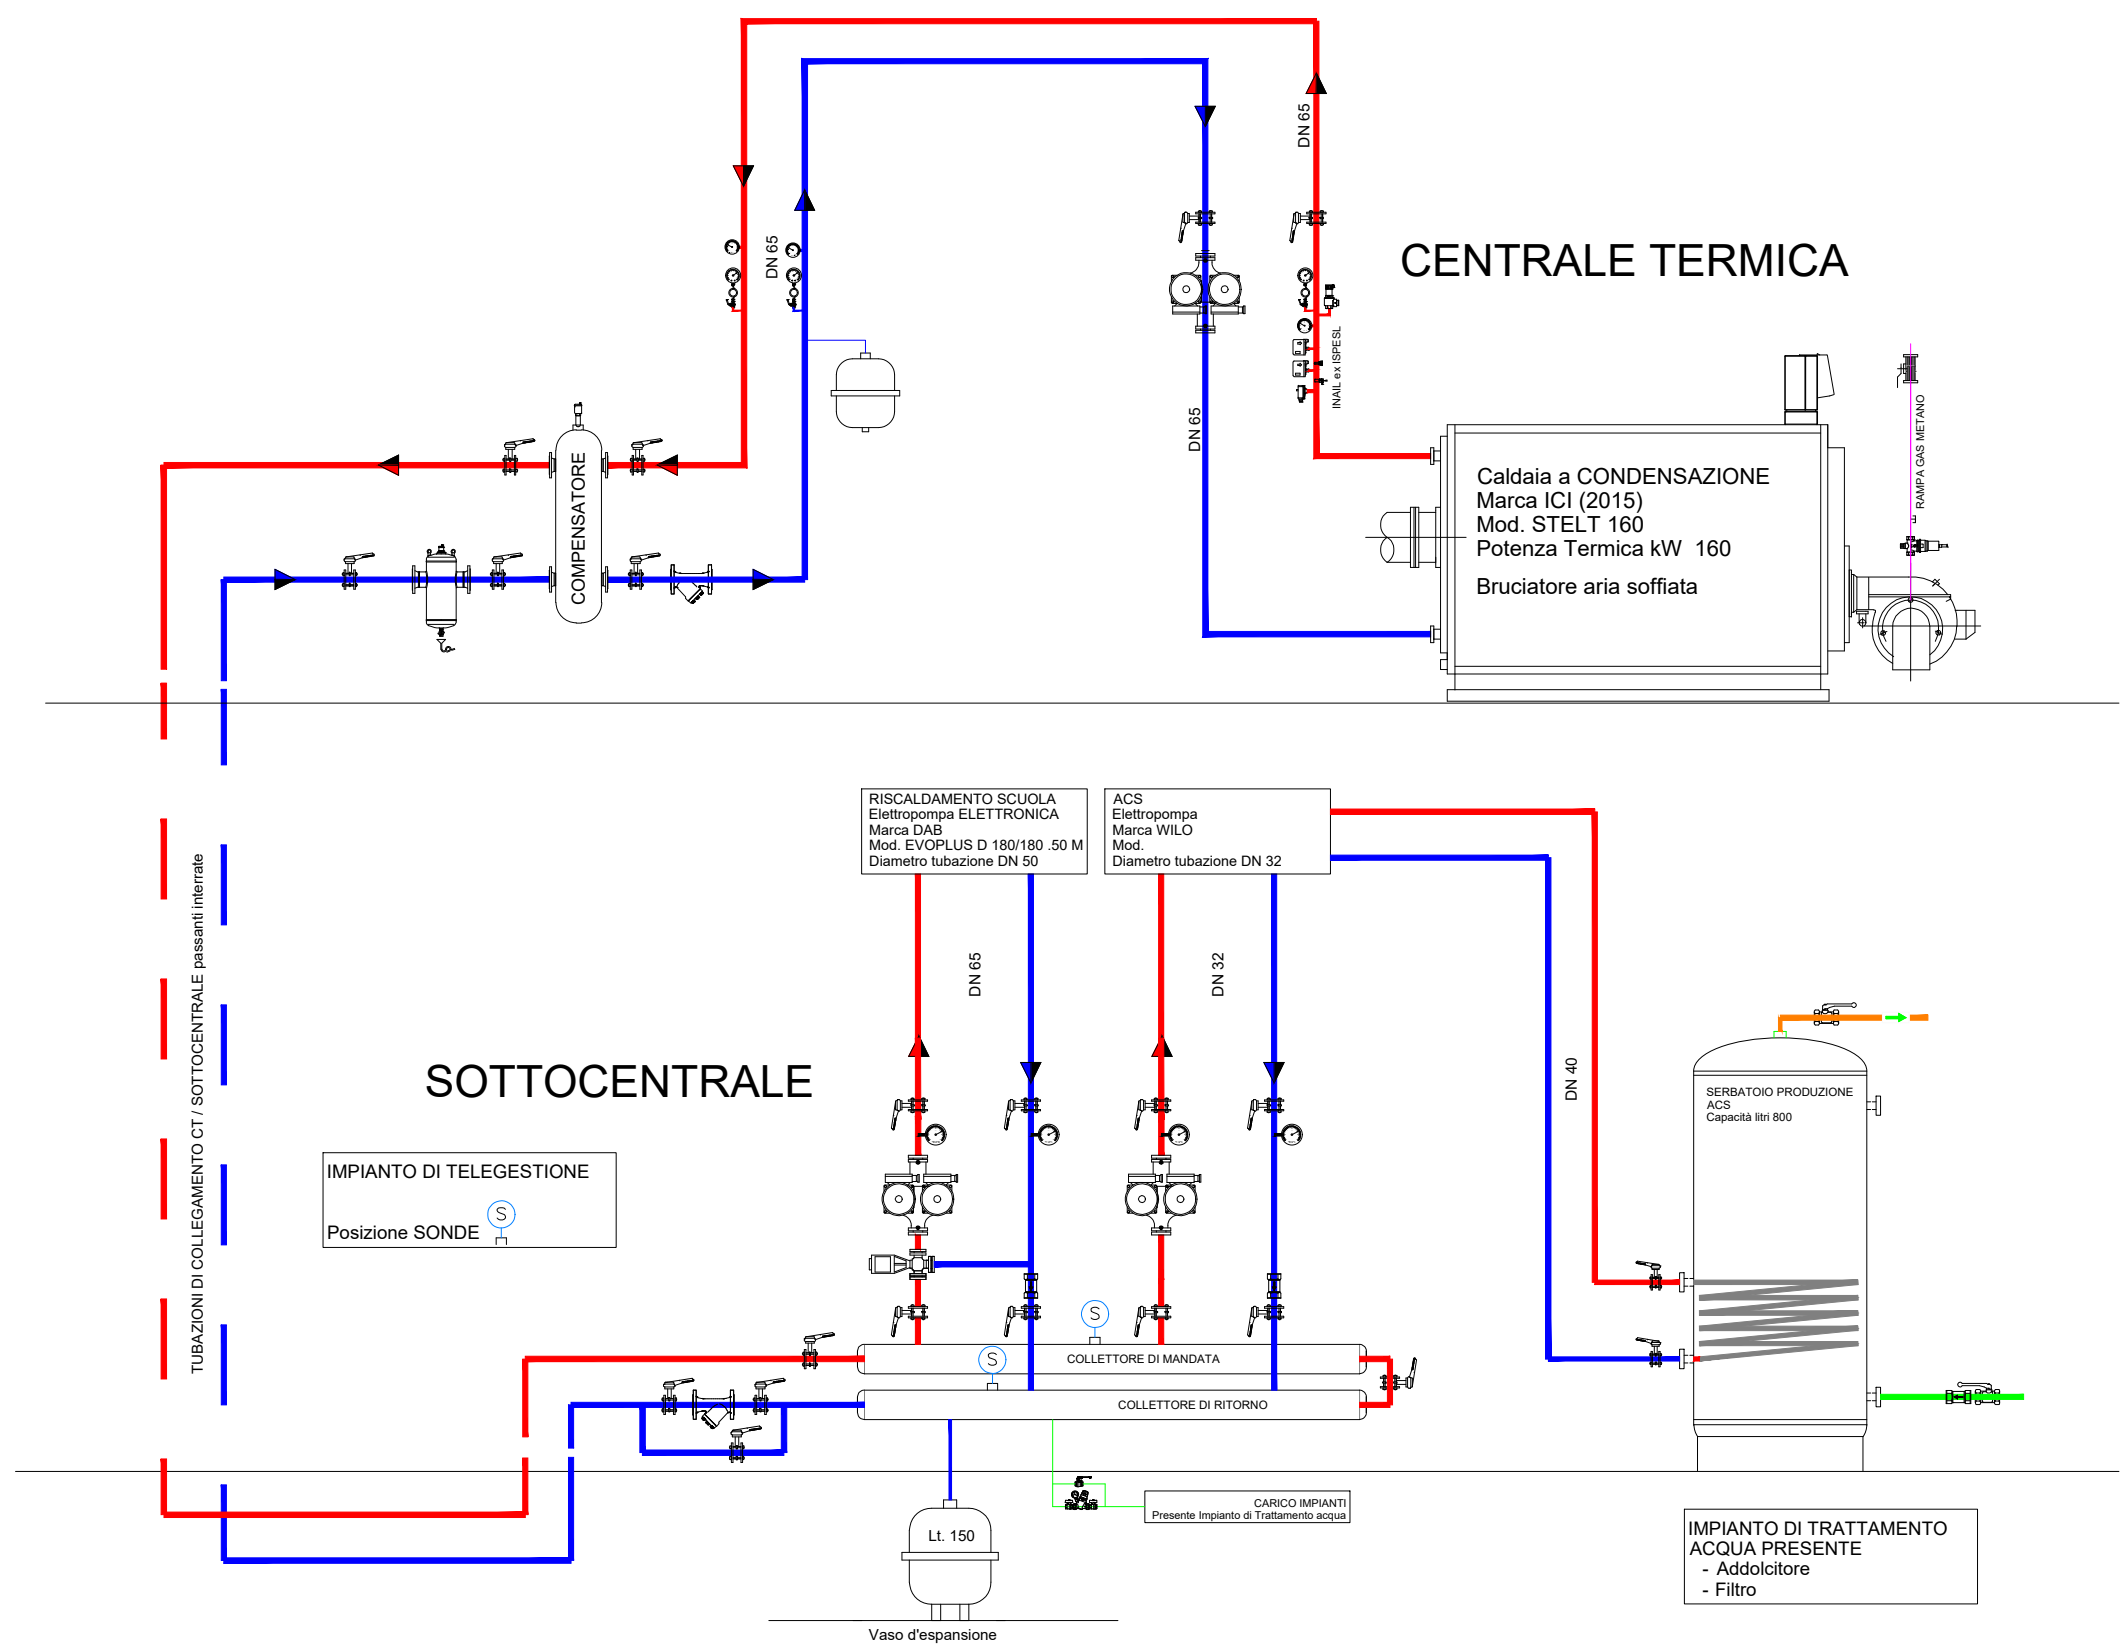 DN 65
DN 65
CENTRALE TERMICA
INAIL ex ISPESL
DN 65
RAMPA GAS METANO
COMPENSATORE
Caldaia a CONDENSAZIONE
Marca ICI (2015)
Mod. STELT 160
Potenza Termica kW  160
Bruciatore aria soffiata
RISCALDAMENTO SCUOLA
Elettropompa ELETTRONICA
Marca DAB
Mod. EVOPLUS D 180/180 .50 M
Diametro tubazione DN 50
ACS
Elettropompa
Marca WILO
Mod.
Diametro tubazione DN 32
TUBAZIONI DI COLLEGAMENTO CT / SOTTOCENTRALE passanti interrate
DN 65
DN 32
DN 40
SOTTOCENTRALE
SERBATOIO PRODUZIONE
ACS
Capacità litri 800
IMPIANTO DI TELEGESTIONE
S
Posizione SONDE
S
S
COLLETTORE DI MANDATA
COLLETTORE DI RITORNO
CARICO IMPIANTI
Presente Impianto di Trattamento acqua
Lt. 150
Vaso d'espansione
IMPIANTO DI TRATTAMENTO
ACQUA PRESENTE
- Addolcitore
- Filtro